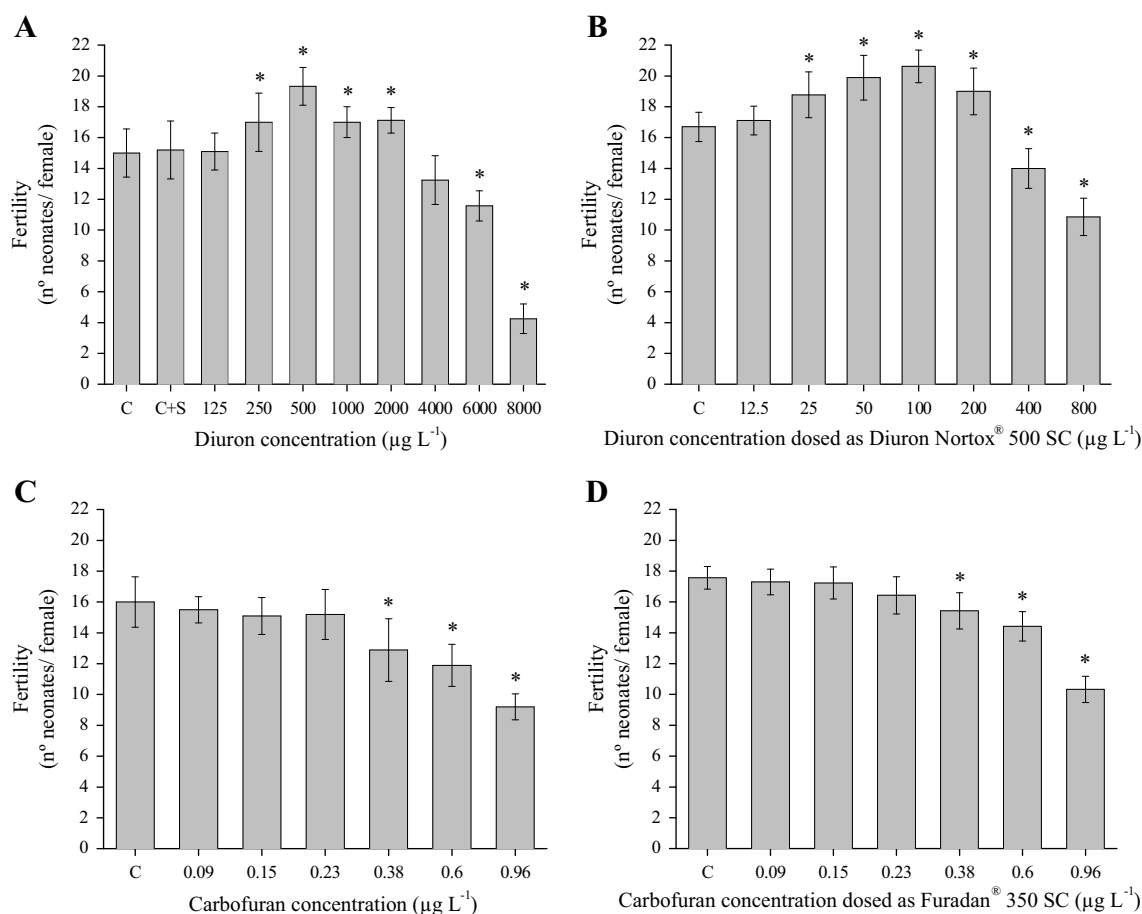 A
22
20
18
16
14
12
10
8
6
4
2
0
Fertility
(nº neonates/ female)
* * * * * *
C C+S 125 250 500 1000 2000 4000 6000 8000
Diuron concentration (µg L⁻¹)
B
22
20
18
16
14
12
10
8
6
4
2
0
Fertility
(nº neonates/ female)
* * * * * *
C 12.5 25 50 100 200 400 800
Diuron concentration dosed as Diuron Nortox® 500 SC (µg L⁻¹)
C
22
20
18
16
14
12
10
8
6
4
2
0
Fertility
(nº neonates/ female)
* * *
C 0.09 0.15 0.23 0.38 0.6 0.96
Carbofuran concentration (µg L⁻¹)
D
22
20
18
16
14
12
10
8
6
4
2
0
Fertility
(nº neonates/ female)
* * *
C 0.09 0.15 0.23 0.38 0.6 0.96
Carbofuran concentration dosed as Furadan® 350 SC (µg L⁻¹)